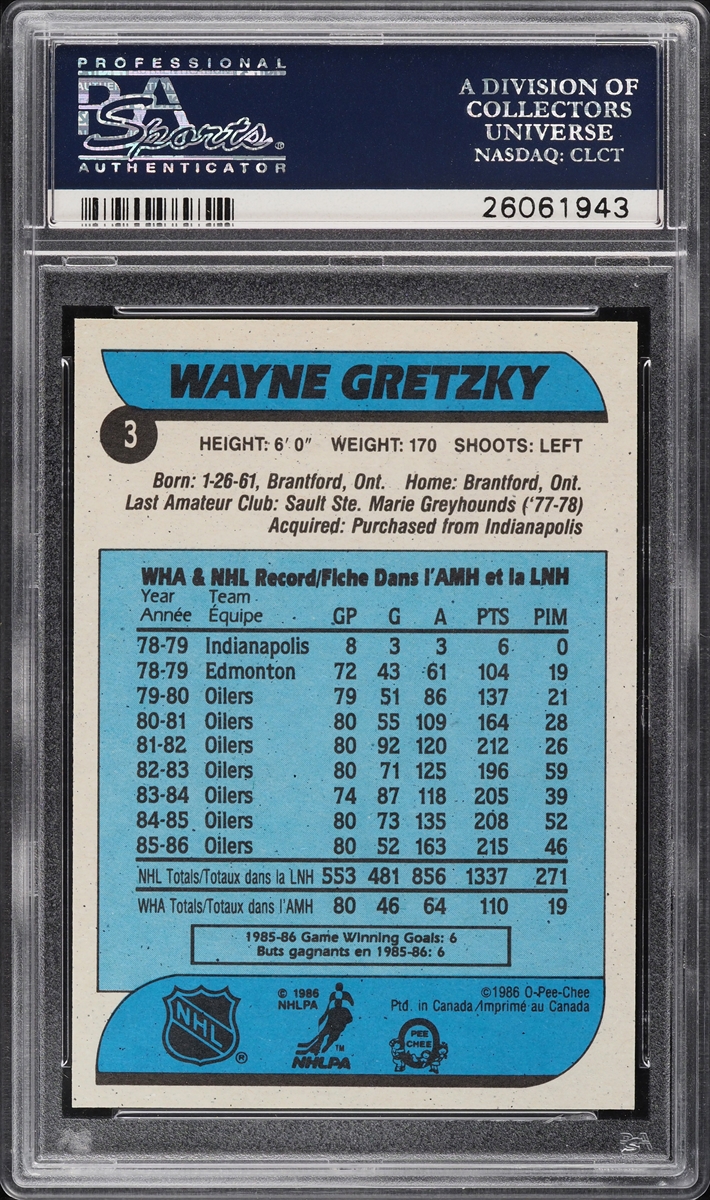 PROFESSIONAL
PSA
Sports®
AUTHENTICATOR
A DIVISION OF
COLLECTORS
UNIVERSE
NASDAQ: CLCT
26061943
WAYNE GRETZKY
3
HEIGHT: 6' 0" WEIGHT: 170 SHOOTS: LEFT
Born: 1-26-61, Brantford, Ont. Home: Brantford, Ont.
Last Amateur Club: Sault Ste. Marie Greyhounds ('77-78)
Acquired: Purchased from Indianapolis
WHA & NHL Record/Fiche Dans l'AMH et la LNH
Year Team
Année Équipe GP G A PTS PIM
78-79 Indianapolis 8 3 3 6 0
78-79 Edmonton 72 43 61 104 19
79-80 Oilers 79 51 86 137 21
80-81 Oilers 80 55 109 164 28
81-82 Oilers 80 92 120 212 26
82-83 Oilers 80 71 125 196 59
83-84 Oilers 74 87 118 205 39
84-85 Oilers 80 73 135 208 52
85-86 Oilers 80 52 163 215 46
NHL Totals/Totaux dans la LNH 553 481 856 1337 271
WHA Totals/Totaux dans l'AMH 80 46 64 110 19
1985-86 Game Winning Goals: 6
Buts gagnants en 1985-86: 6
NHL ®
© 1986
NHLPA
TM
NHLPA
©1986 O-Pee-Chee
Ptd. in Canada/Imprimé au Canada
PEE
CHEE
PSA